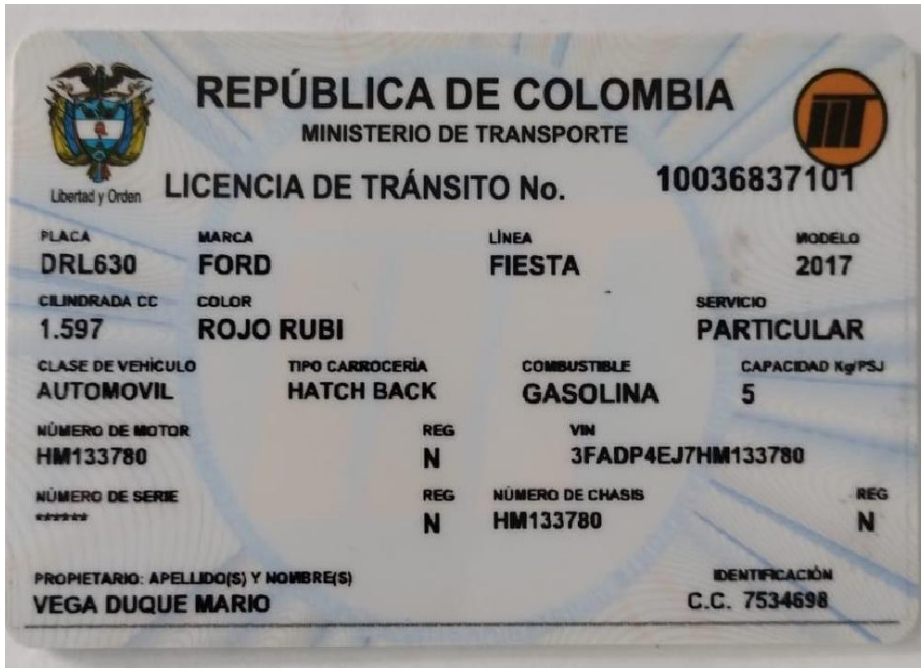 REPÚBLICA DE COLOMBIA
MINISTERIO DE TRANSPORTE
Libertad y Orden
LICENCIA DE TRÁNSITO No. 10036837101
PLACA MARCA LÍNEA MODELO
DRL630 FORD FIESTA 2017
CILINDRADA CC COLOR SERVICIO
1.597 ROJO RUBI PARTICULAR
CLASE DE VEHÍCULO TIPO CARROCERÍA COMBUSTIBLE CAPACIDAD Kg/PSJ
AUTOMOVIL HATCH BACK GASOLINA 5
NÚMERO DE MOTOR REG VIN
HM133780 N 3FADP4EJ7HM133780
NÚMERO DE SERIE REG NÚMERO DE CHASIS REG
****** N HM133780 N
PROPIETARIO: APELLIDO(S) Y NOMBRE(S) IDENTIFICACIÓN
VEGA DUQUE MARIO C.C. 7534698